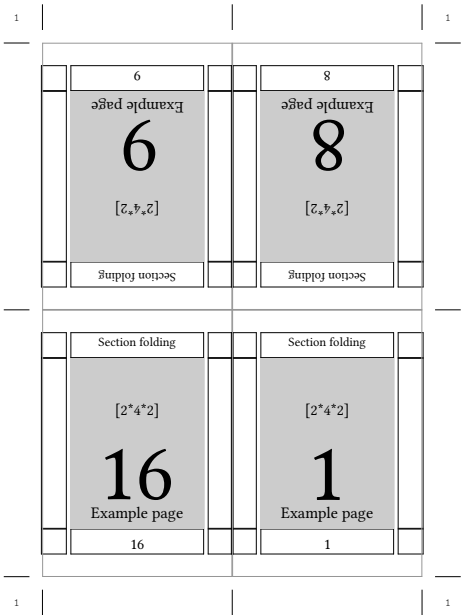 1
1
9
Example page
9
[2*4*2]
Section folding
8
Example page
8
[2*4*2]
Section folding
Section folding
[2*4*2]
16
Example page
16
Section folding
[2*4*2]
1
Example page
1
1
1